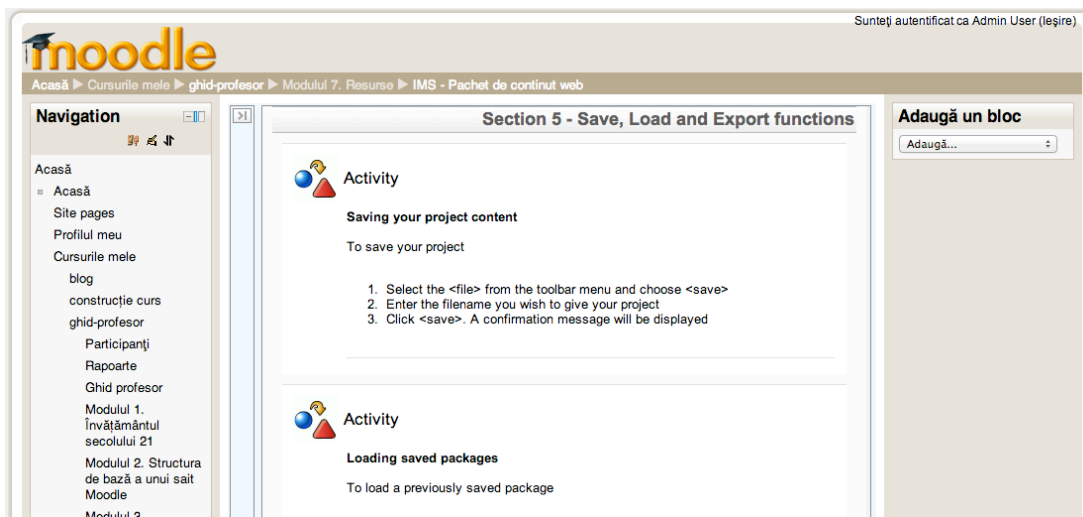 Sunteţi autentificat ca Admin User (Ieşire)
moodle
Acasă ▶ Cursurile mele ▶ ghid-profesor ▶ Modulul 7. Resurse ▶ IMS - Pachet de continut web
Navigation
Acasă
Acasă
Site pages
Profilul meu
Cursurile mele
blog
construcție curs
ghid-profesor
Participanţi
Rapoarte
Ghid profesor
Modulul 1.
Învățământul
secolului 21
Modulul 2. Structura
de bază a unui sait
Moodle
Modulul 3.
Section 5 - Save, Load and Export functions
Activity
Saving your project content
To save your project
1. Select the <file> from the toolbar menu and choose <save>
2. Enter the filename you wish to give your project
3. Click <save>. A confirmation message will be displayed
Activity
Loading saved packages
To load a previously saved package
Adaugă un bloc
Adaugă...